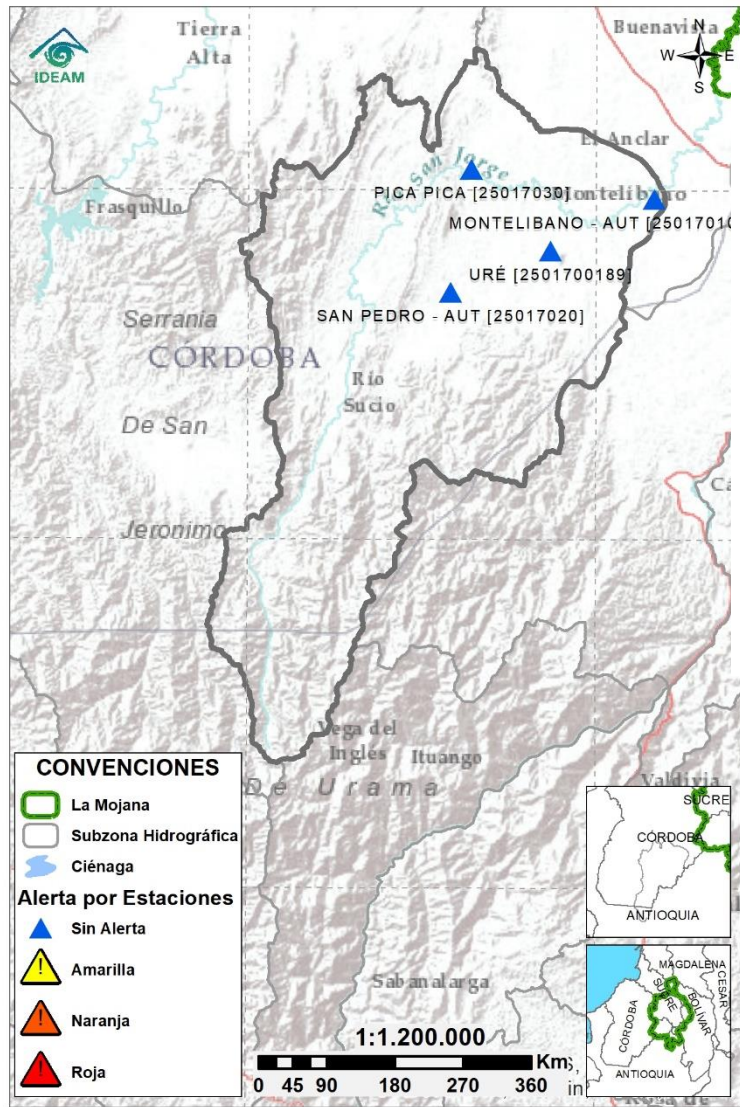 IDEAM
Tierra
Alta
Buenavista
N
W
E
S
El Anclar
Río San Jorge
PICA PICA [25017030]
Montelibano
Frasquillo
MONTELIBANO - AUT [2501701
URÉ [2501700189]
SAN PEDRO - AUT [25017020]
Serrania
CÓRDOBA
Río
Sucio
De San
Jeronimo
Vega del
Ingles
Ituango
De Urama
Valdivia
Sabanalarga
CONVENCIONES
La Mojana
Subzona Hidrográfica
Ciénaga
Alerta por Estaciones
Sin Alerta
Amarilla
Naranja
Roja
SUCRE
CÓRDOBA
ANTIOQUIA
MAGDALENA
CESAR
SUCRE
BOLÍVAR
CÓRDOBA
ANTIOQUIA
1:1.200.000
Km
0 45 90 180 270 360